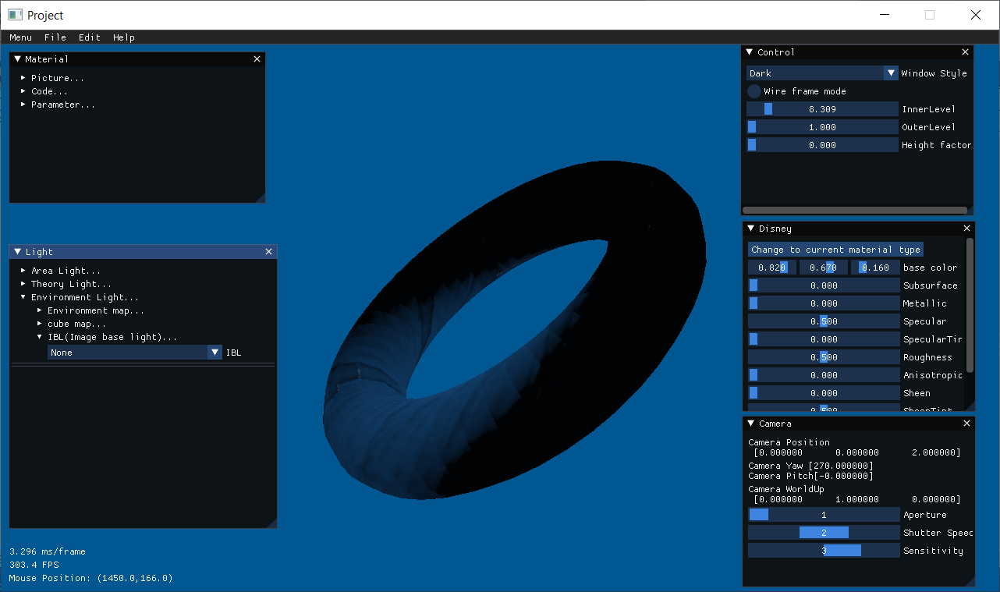 Project
Menu File Edit Help
Material
Picture...
Code...
Parameter...
Light
Area Light...
Theory Light...
Environment Light...
Environment map...
cube map...
IBL(Image base light)...
None IBL
3.296 ms/frame
303.4 FPS
Mouse Position: (1450.0,166.0)
Control
Dark Window Style
Wire frame mode
8.309 InnerLevel
1.000 OuterLevel
0.000 Height factor
Disney
Change to current material type
0.820 0.670 0.160 base color
0.000 Subsurface
0.000 Metallic
0.500 Specular
0.000 SpecularTin
0.500 Roughness
0.000 Anisotropic
0.000 Sheen
0.500 SheenTint
Camera
Camera Position
[0.000000 0.000000 2.000000]
Camera Yaw [270.000000]
Camera Pitch[-0.000000]
Camera WorldUp
[0.000000 1.000000 0.000000]
1 Aperture
2 Shutter Speed
3 Sensitivity